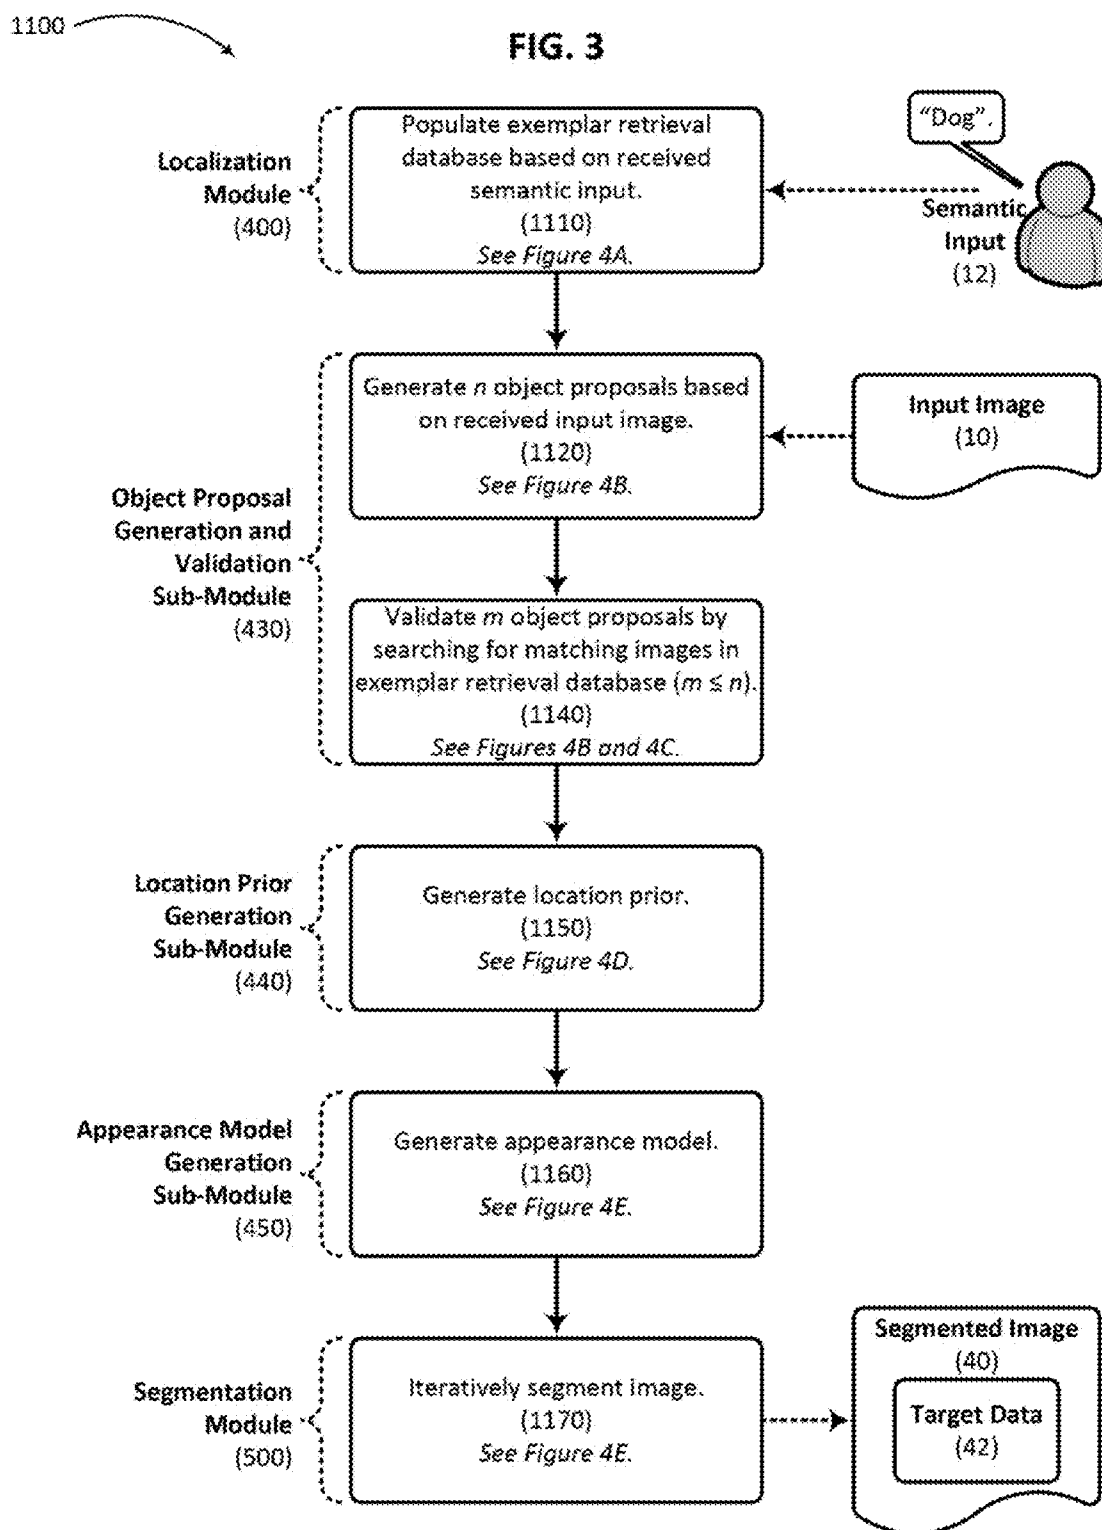 1100
FIG. 3
Localization
Module
(400)
Populate exemplar retrieval
database based on received
semantic input.
(1110)
See Figure 4A.
"Dog".
Semantic
Input
(12)
Object Proposal
Generation and
Validation
Sub-Module
(430)
Generate n object proposals based
on received input image.
(1120)
See Figure 4B.
Input Image
(10)
Validate m object proposals by
searching for matching images in
exemplar retrieval database (m ≤ n).
(1140)
See Figures 4B and 4C.
Location Prior
Generation
Sub-Module
(440)
Generate location prior.
(1150)
See Figure 4D.
Appearance Model
Generation
Sub-Module
(450)
Generate appearance model.
(1160)
See Figure 4E.
Segmentation
Module
(500)
Iteratively segment image.
(1170)
See Figure 4E.
Segmented Image
(40)
Target Data
(42)